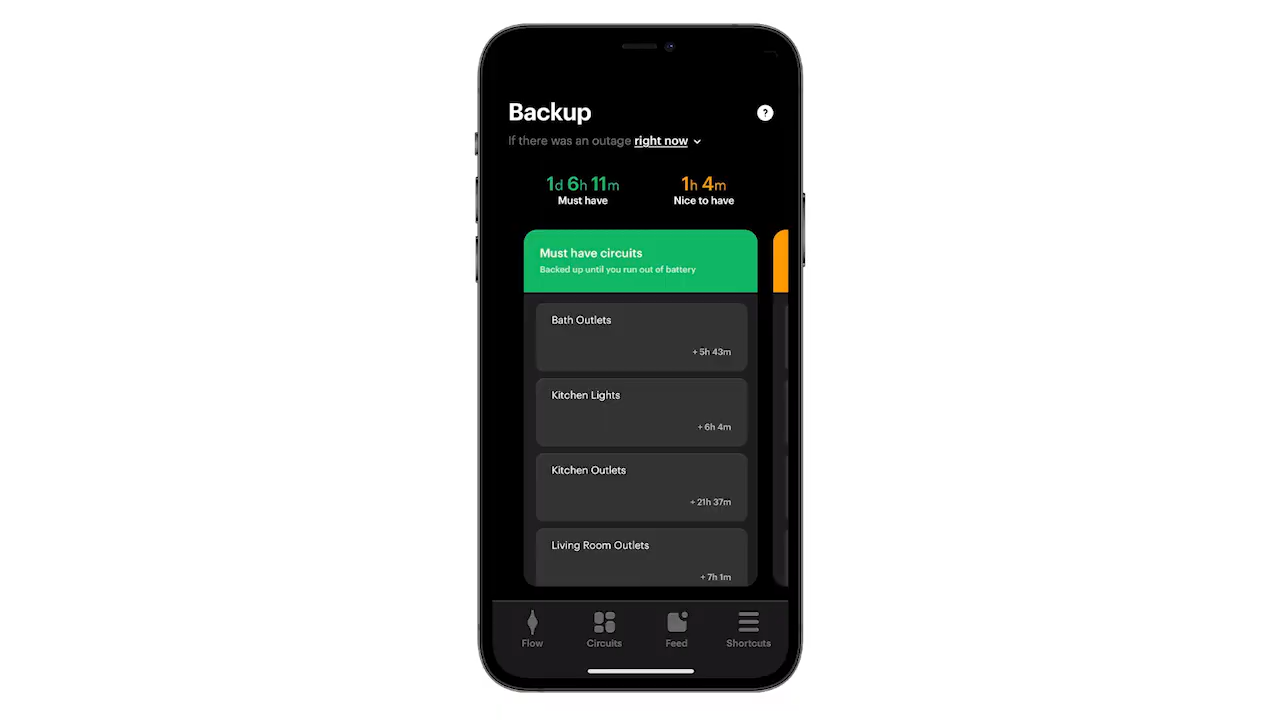 Backup
?
If there was an outage right now
1d 6h 11m
Must have
1h 4m
Nice to have
Must have circuits
Backed up until you run out of battery
Bath Outlets
+ 5h 43m
Kitchen Lights
+ 6h 4m
Kitchen Outlets
+ 21h 37m
Living Room Outlets
+ 7h 1m
Flow
Circuits
Feed
Shortcuts